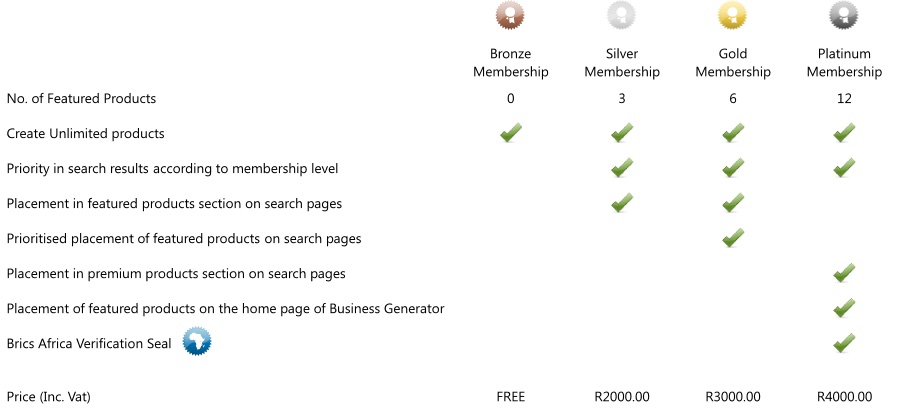 Bronze Membership Silver Membership Gold Membership Platinum Membership
No. of Featured Products 0 3 6 12
Create Unlimited products
Priority in search results according to membership level
Placement in featured products section on search pages
Prioritised placement of featured products on search pages
Placement in premium products section on search pages
Placement of featured products on the home page of Business Generator
Brics Africa Verification Seal
Price (Inc. Vat) FREE R2000.00 R3000.00 R4000.00